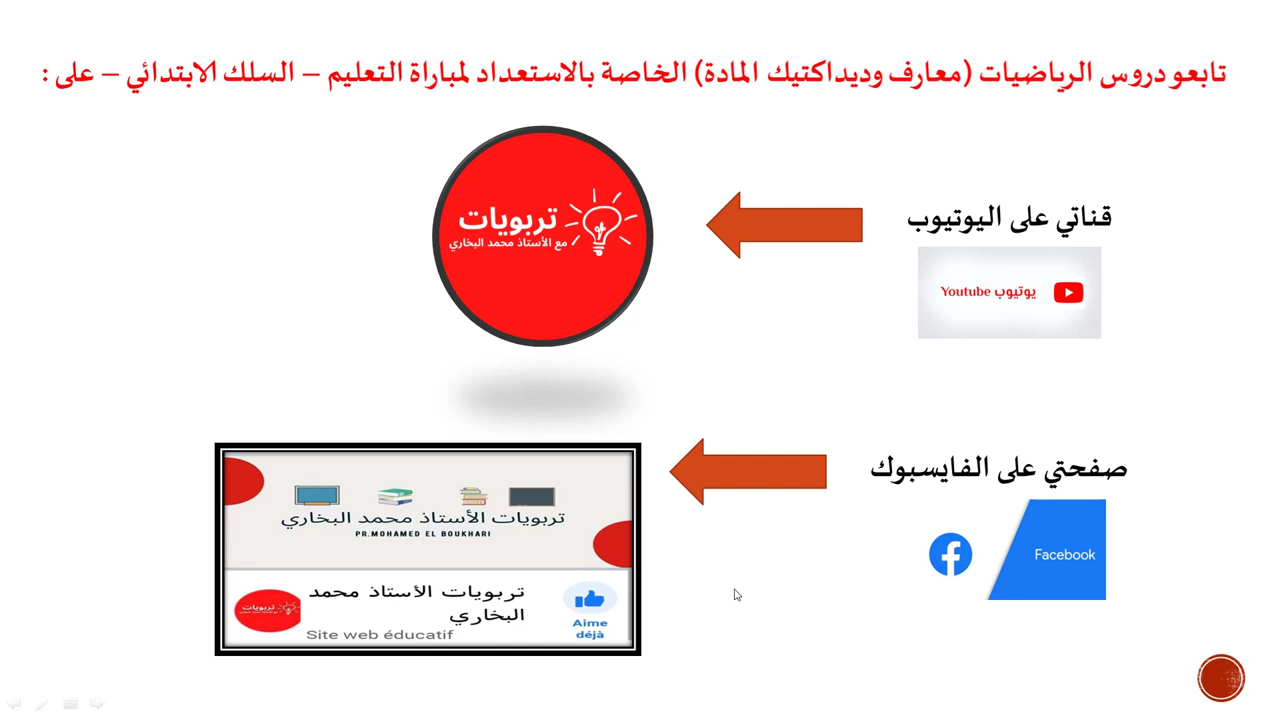 تابعو دروس الرياضيات (معارف وديداكتيك المادة) الخاصة بالاستعداد لمباراة التعليم – السلك الابتدائي – على :
قناتي على اليوتيوب
يوتيوب Youtube
تربويات
مع الأستاذ محمد البخاري
صفحتي على الفايسبوك
Facebook
تربويات الأستاذ محمد البخاري
PR.MOHAMED EL BOUKHARI
تربويات الأستاذ محمد
البخاري
Site web éducatif
Aime
déjà
تربويات